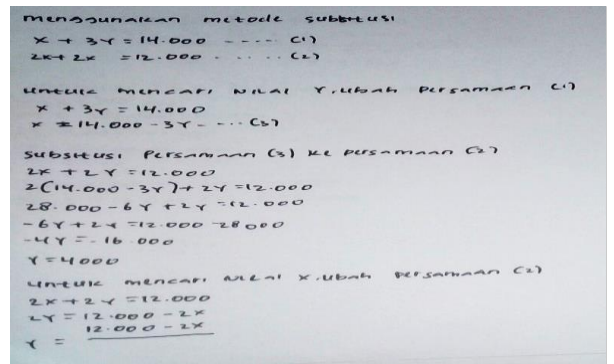 menggunakan metode subsitusi
x + 3Y = 14.000 ----- (1)
2x + 2x = 12.000 ..... (2)
untuk mencari NILAI Y.ubah persamaan (1)
x + 3Y = 14.000
x = 14.000 - 3Y - ... (3)
Subsitusi Persamaan (3) ke persamaan (2)
2x + 2Y = 12.000
2(14.000 - 3Y) + 2Y = 12.000
28.000 - 6Y + 2Y = 12.000
-6Y + 2Y = 12.000 - 28000
-4Y = -16.000
Y = 4000
untuk mencari NILAI X.ubah persamaan (2)
2x + 2Y = 12.000
2Y = 12.000 - 2x
12.000 - 2x
Y =